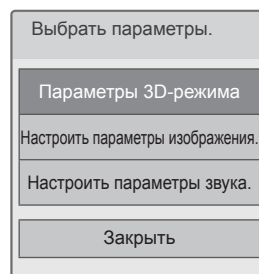 Выбрать параметры.
Параметры 3D-режима
Настроить параметры изображения.
Настроить параметры звука.
Закрыть